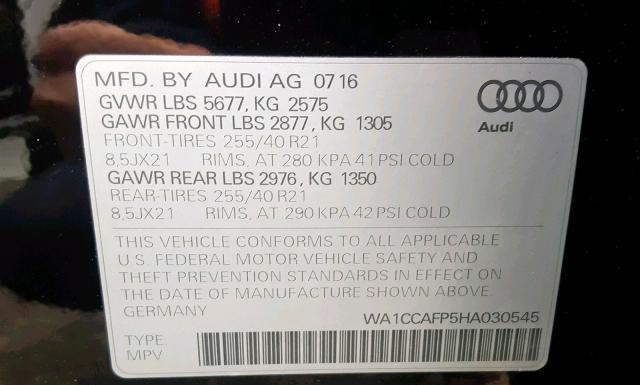 MFD. BY AUDI AG 07 16
GVWR LBS 5677, KG 2575
GAWR FRONT LBS 2877, KG 1305
FRONT-TIRES 255/40 R21
8,5JX21 RIMS, AT 280 KPA 41 PSI COLD
GAWR REAR LBS 2976, KG 1350
REAR-TIRES 255/40 R21
8,5JX21 RIMS, AT 290 KPA 42 PSI COLD
Audi
THIS VEHICLE CONFORMS TO ALL APPLICABLE
U.S. FEDERAL MOTOR VEHICLE SAFETY AND
THEFT PREVENTION STANDARDS IN EFFECT ON
THE DATE OF MANUFACTURE SHOWN ABOVE.
GERMANY
WA1CCAFP5HA030545
TYPE
MPV